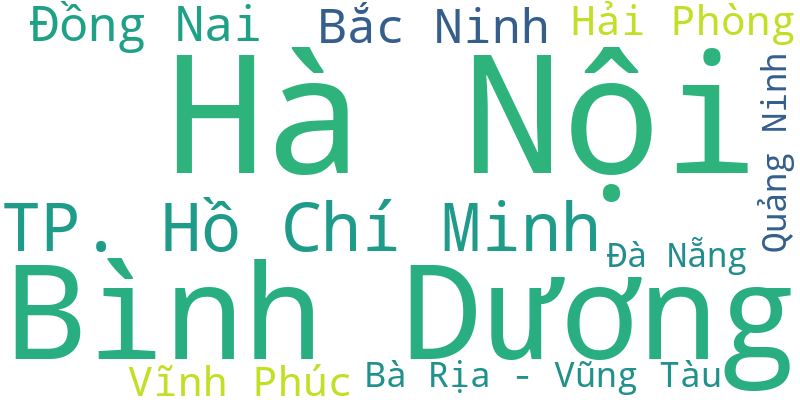 Đồng Nai
Bắc Ninh
Hải Phòng
Hà Nội
Quảng Ninh
TP. Hồ Chí Minh
Đà Nẵng
Bình Dương
Vĩnh Phúc
Bà Rịa - Vũng Tàu